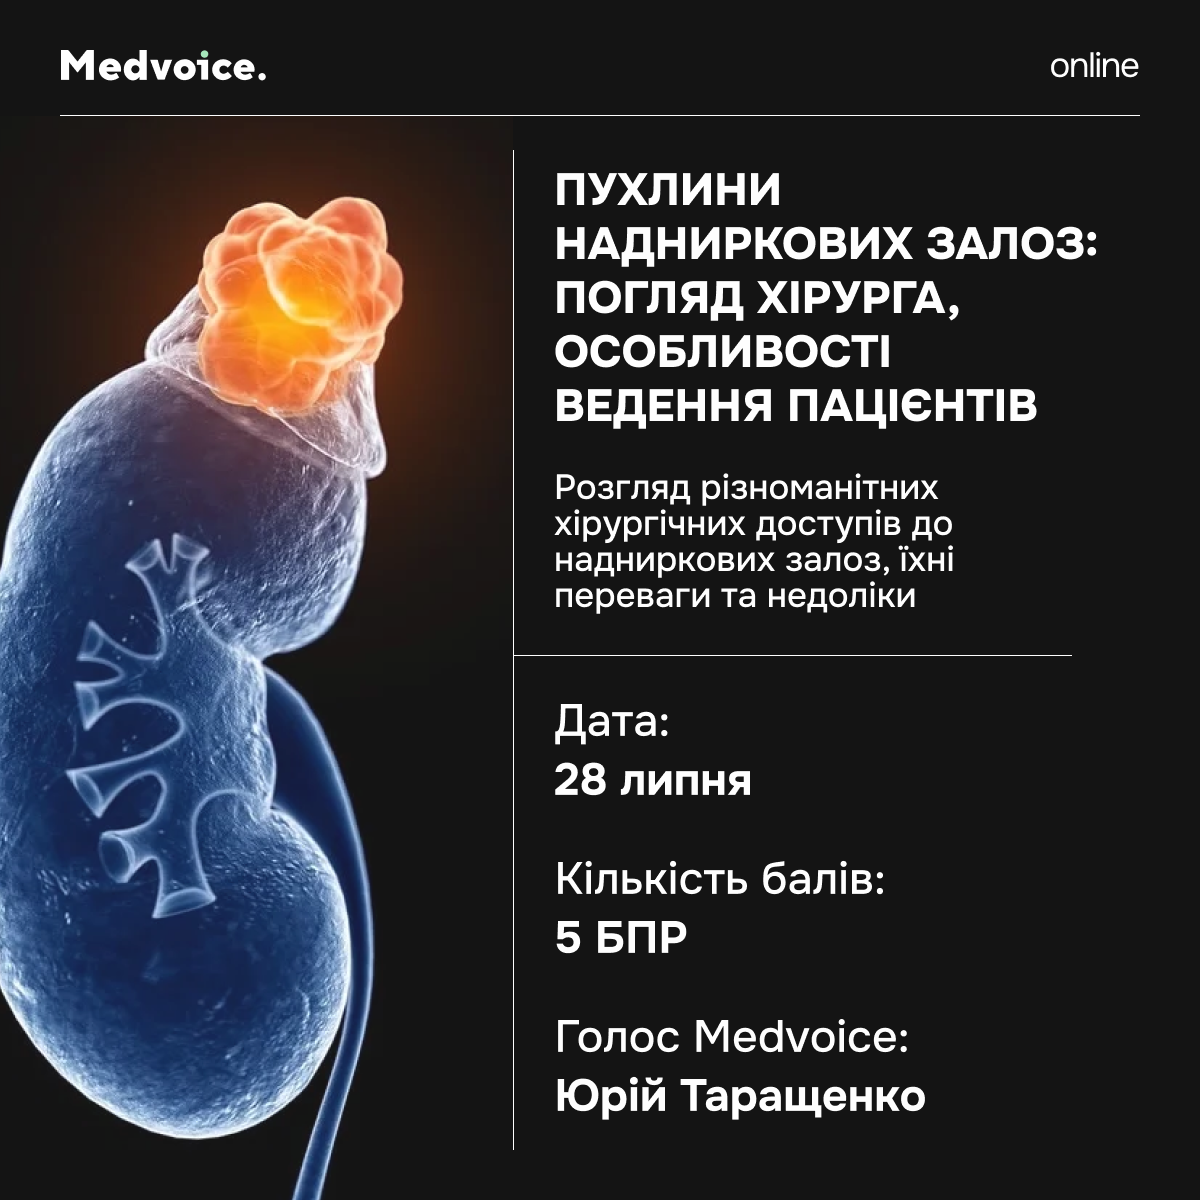 Medvoice.
online
ПУХЛИНИ
НАДНИРКОВИХ ЗАЛОЗ:
ПОГЛЯД ХІРУРГА,
ОСОБЛИВОСТІ
ВЕДЕННЯ ПАЦІЄНТІВ
Розгляд різноманітних
хірургічних доступів до
надниркових залоз, їхні
переваги та недоліки
Дата:
28 липня
Кількість балів:
5 БПР
Голос Medvoice:
Юрій Таращенко